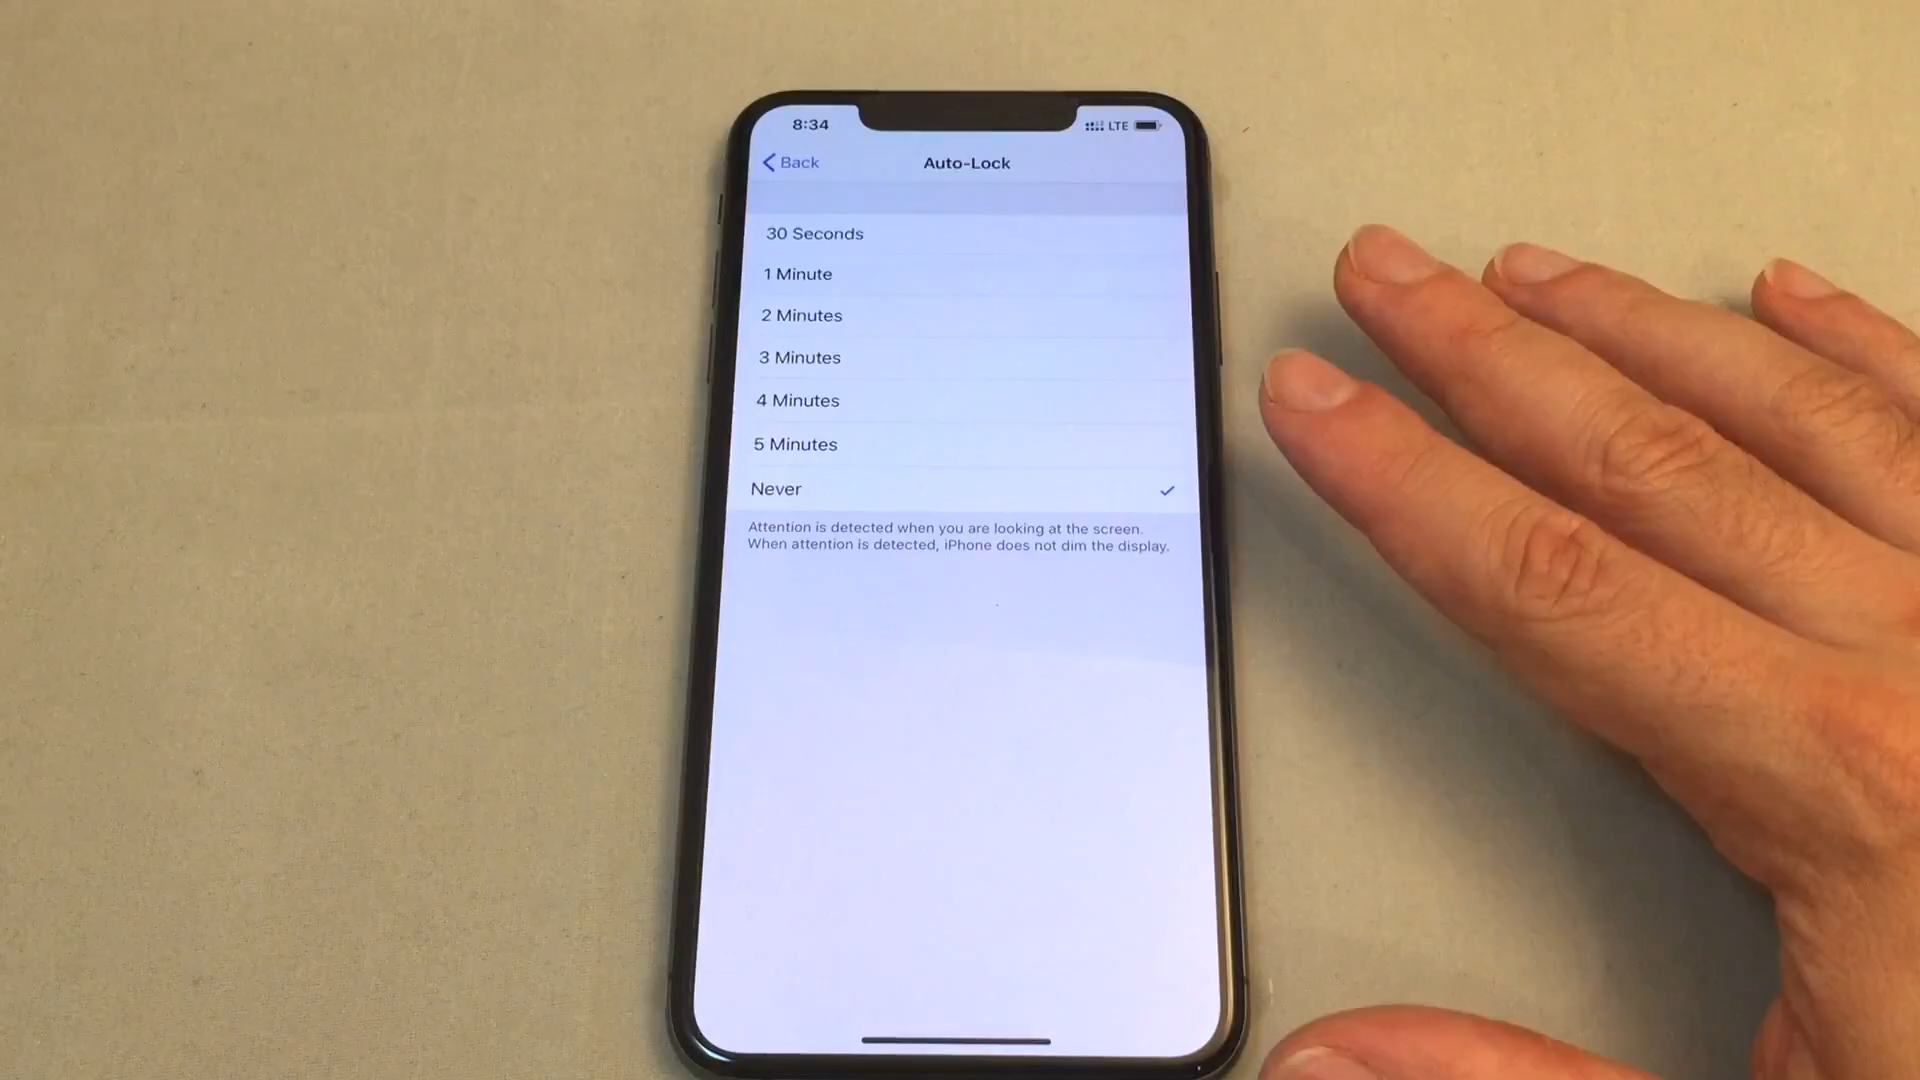 8:34
LTE
Back
Auto-Lock
30 Seconds
1 Minute
2 Minutes
3 Minutes
4 Minutes
5 Minutes
Never
Attention is detected when you are looking at the screen.
When attention is detected, iPhone does not dim the display.